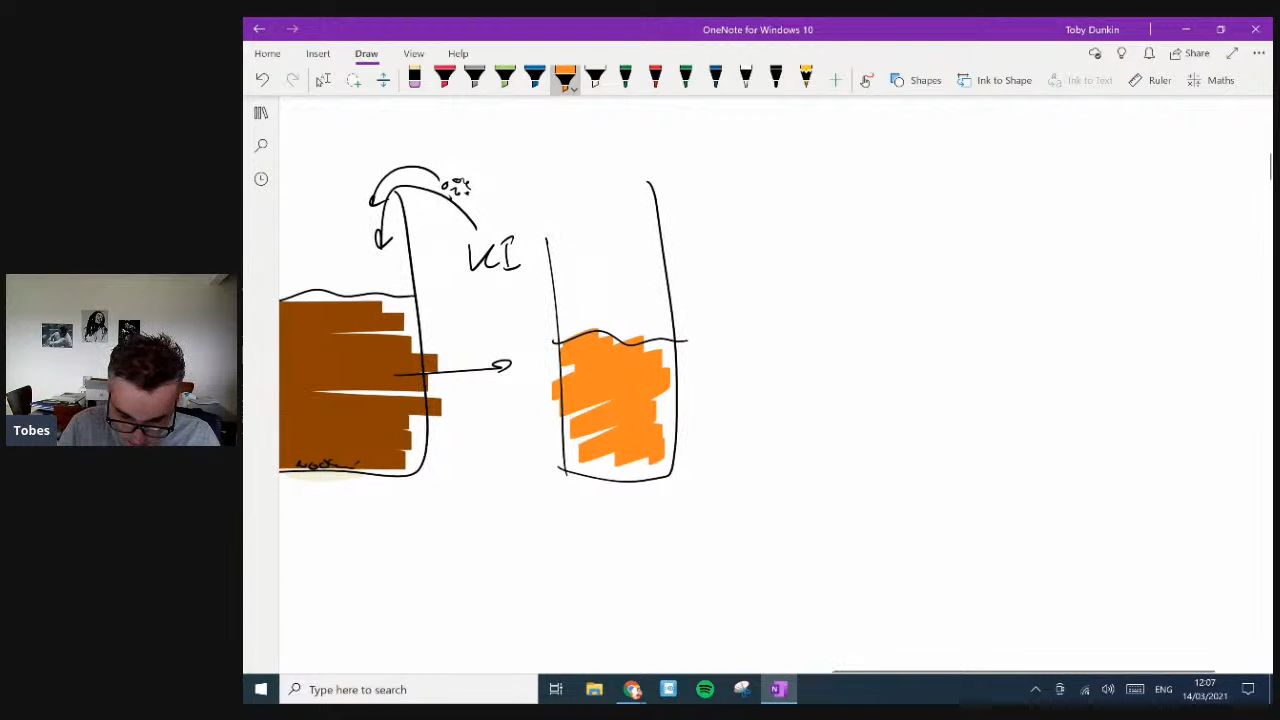 OneNote for Windows 10
Toby Dunkin
Home Insert Draw View Help
Share
Shapes Ink to Shape Ink to Text Ruler Maths
KI
Tobes
Type here to search
ENG
12:07
14/03/2021